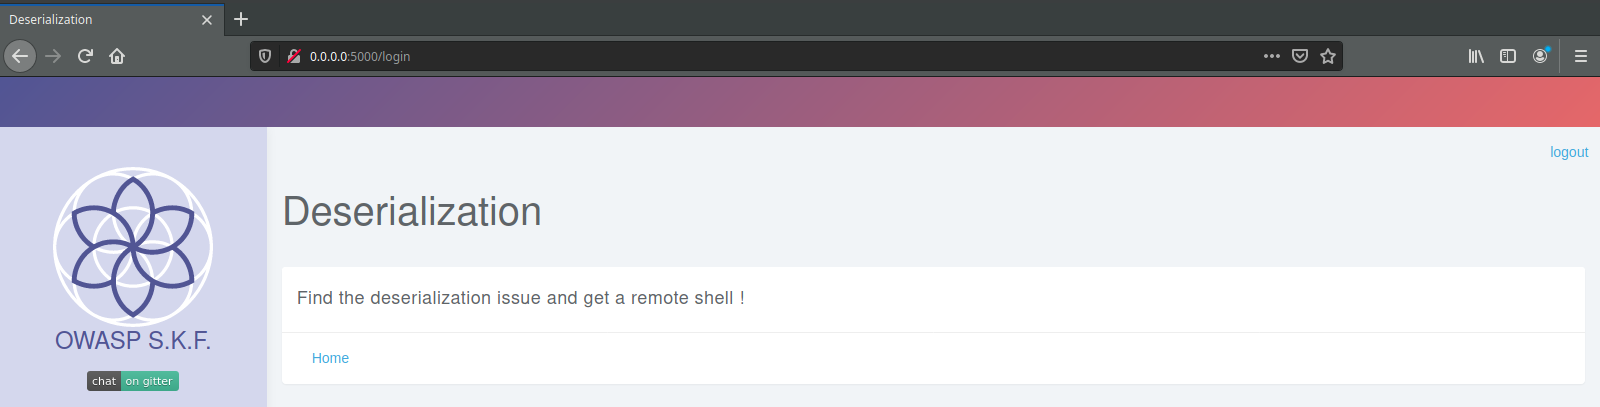 Deserialization
0.0.0.0:5000/login
logout
Deserialization
Find the deserialization issue and get a remote shell !
Home
OWASP S.K.F.
chat on gitter